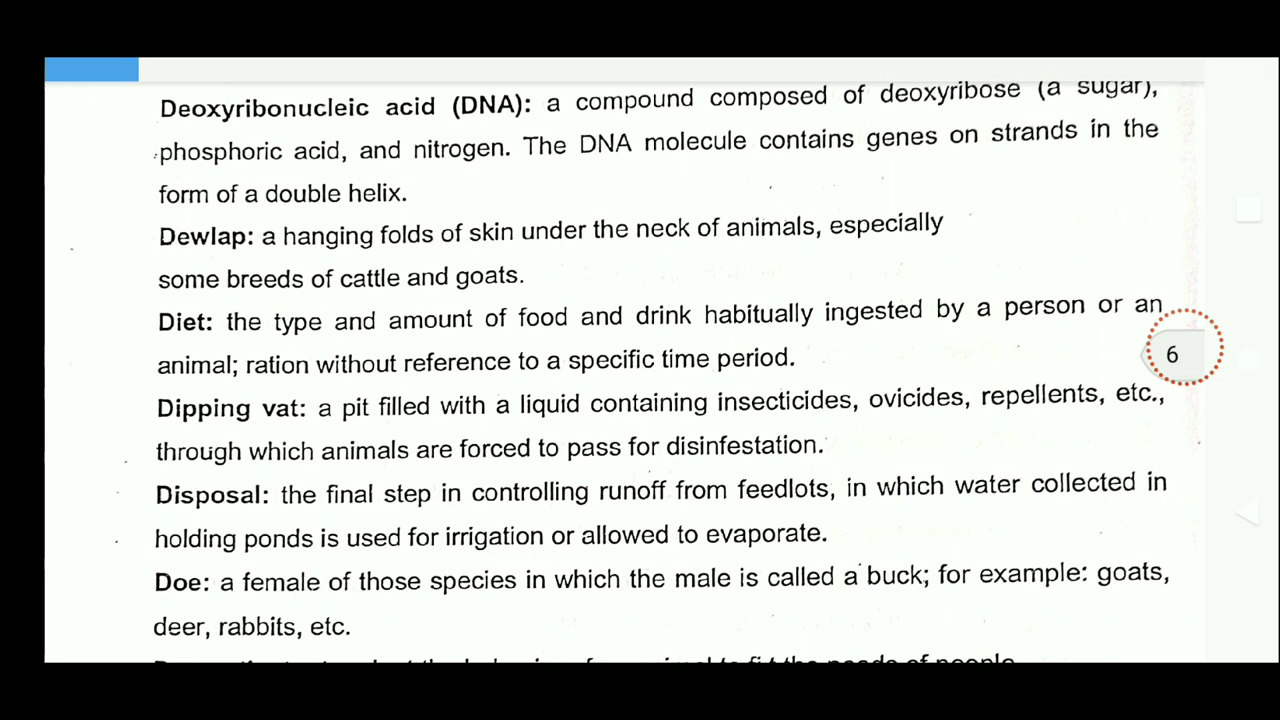 Deoxyribonucleic acid (DNA): a compound composed of deoxyribose (a sugar),
phosphoric acid, and nitrogen. The DNA molecule contains genes on strands in the
form of a double helix.
Dewlap: a hanging folds of skin under the neck of animals, especially
some breeds of cattle and goats.
Diet: the type and amount of food and drink habitually ingested by a person or an
animal; ration without reference to a specific time period.
6
Dipping vat: a pit filled with a liquid containing insecticides, ovicides, repellents, etc.,
through which animals are forced to pass for disinfestation.
Disposal: the final step in controlling runoff from feedlots, in which water collected in
holding ponds is used for irrigation or allowed to evaporate.
Doe: a female of those species in which the male is called a buck; for example: goats,
deer, rabbits, etc.
the needs of people